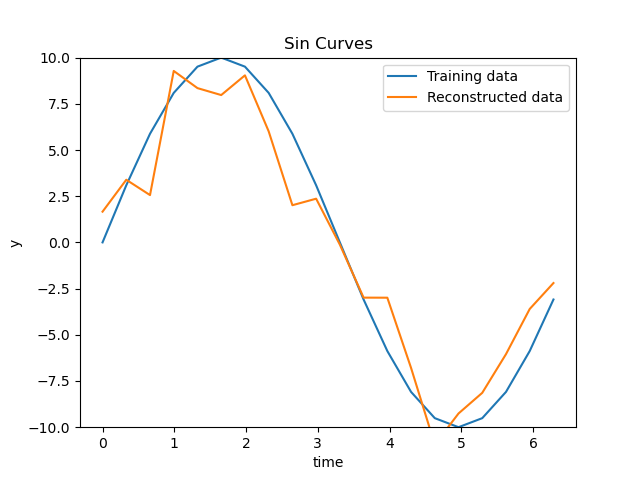 Sin Curves
Training data
Reconstructed data
10.0
7.5
5.0
2.5
0.0
−2.5
−5.0
−7.5
−10.0
y
0 1 2 3 4 5 6
time